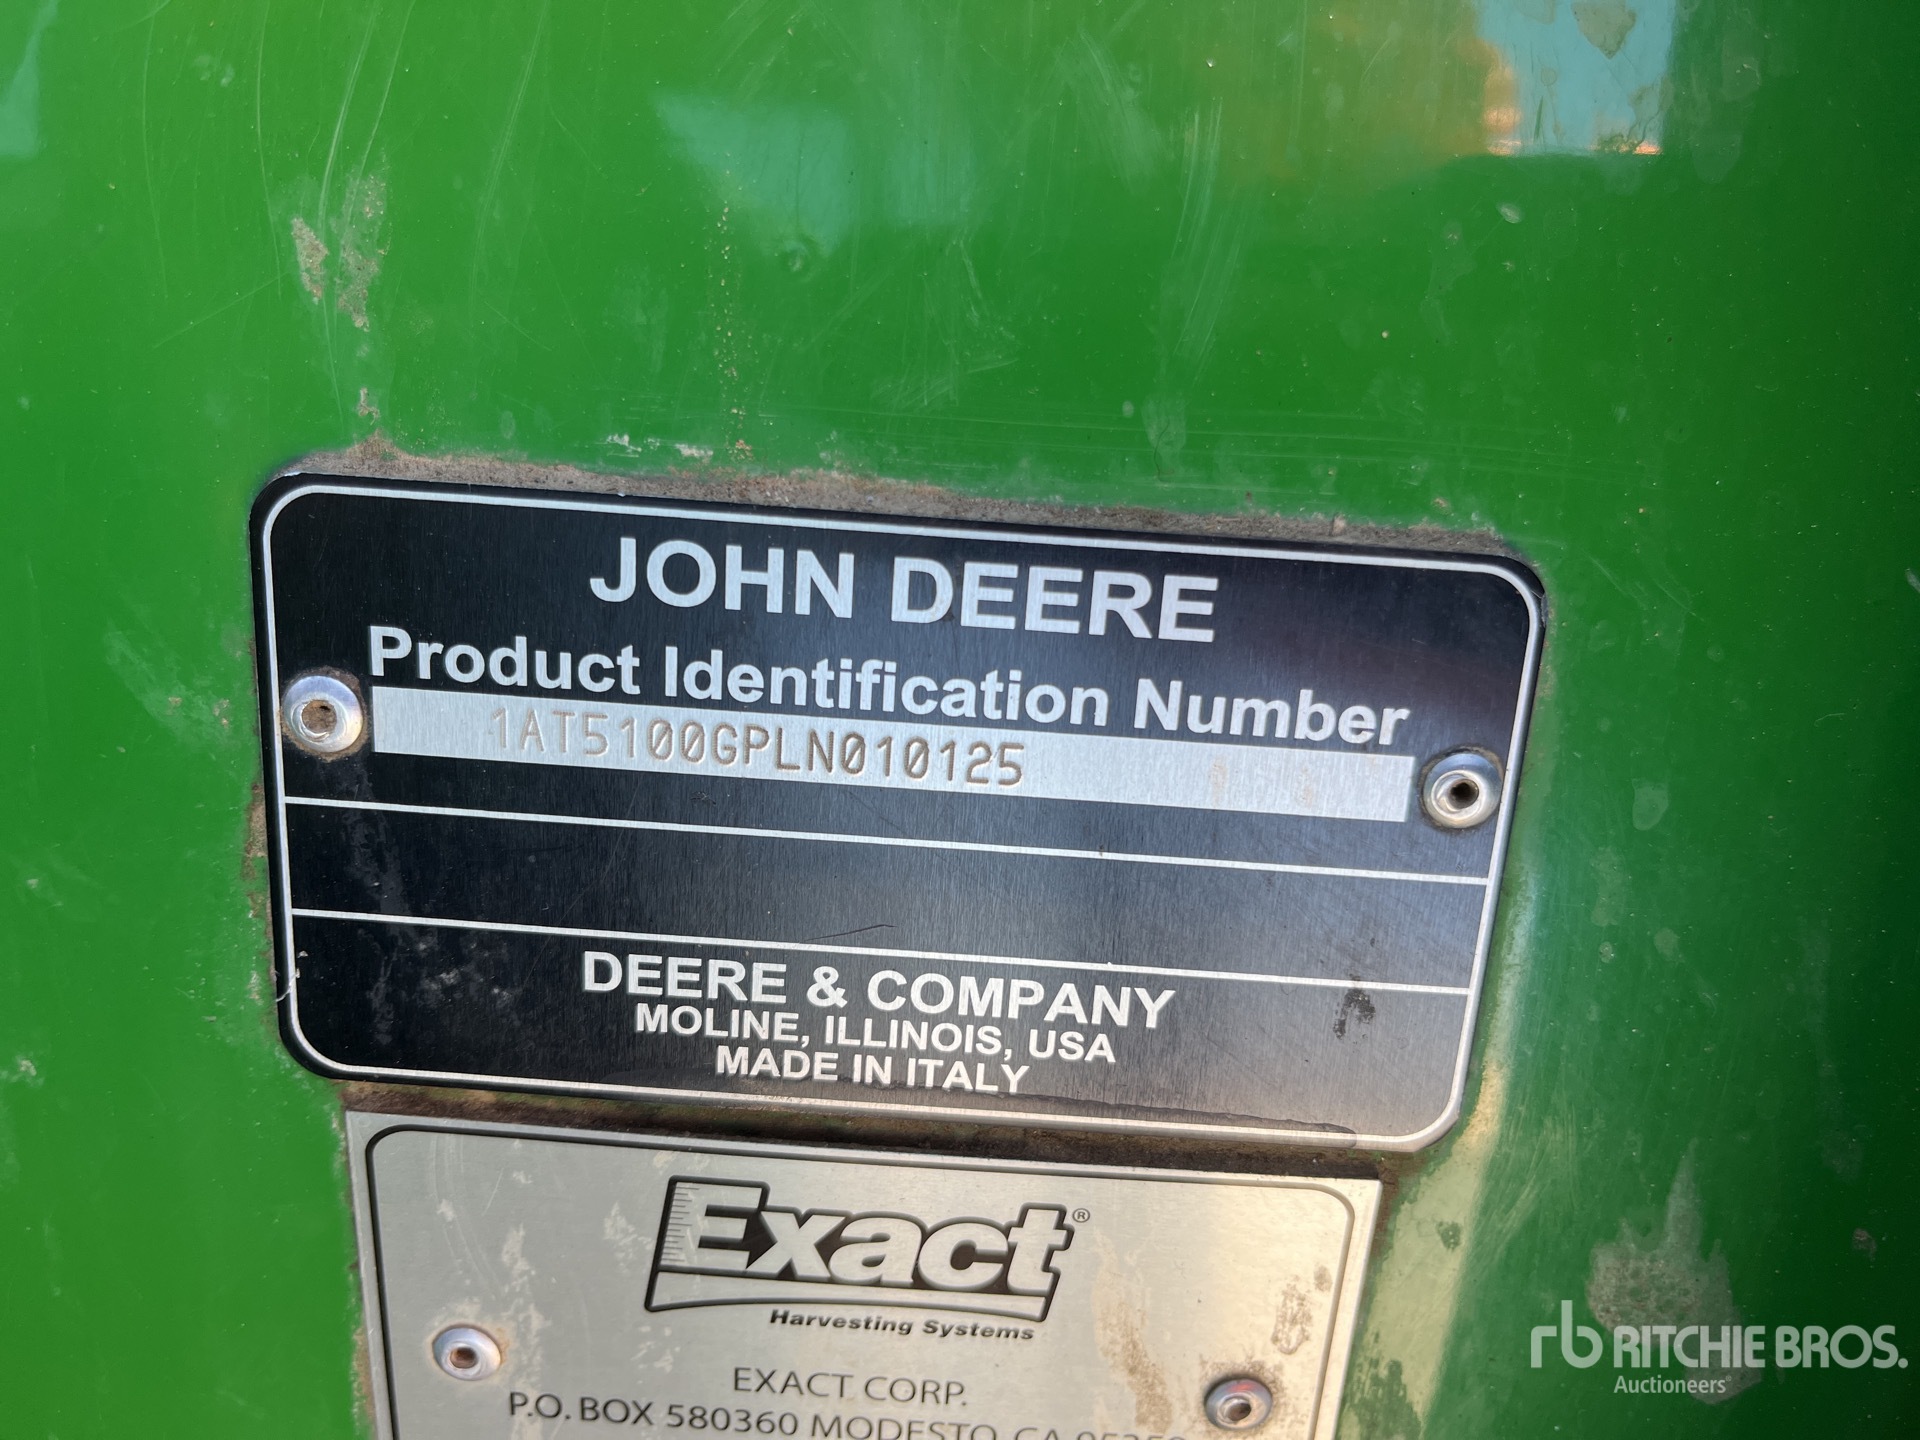 JOHN DEERE
Product Identification Number
1AT5100GPLN010125
DEERE & COMPANY
MOLINE, ILLINOIS, USA
MADE IN ITALY
Exact®
Harvesting Systems
EXACT CORP.
P.O. BOX 580360 MODESTO, CA
rb RITCHIE BROS.
Auctioneers